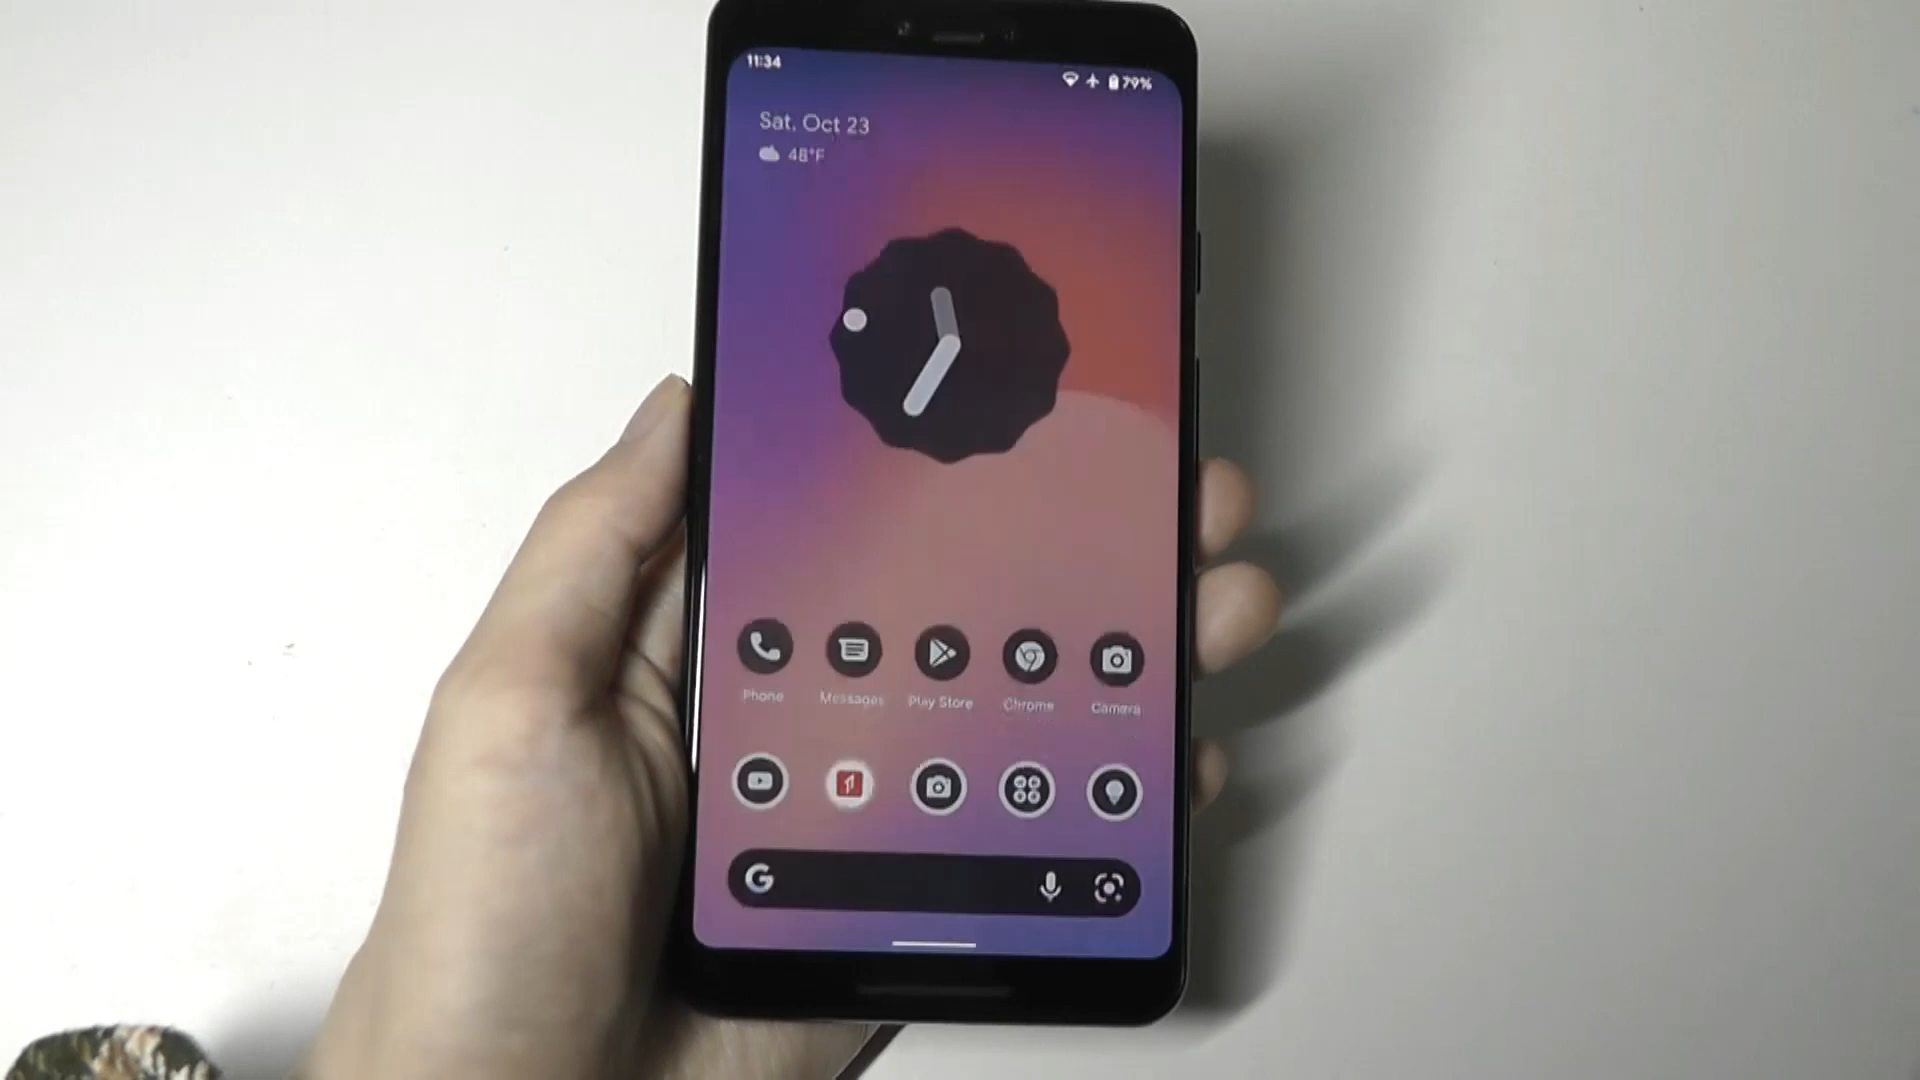 11:34
79%
Sat, Oct 23
48°F
Phone Messages Play Store Chrome Camera
G